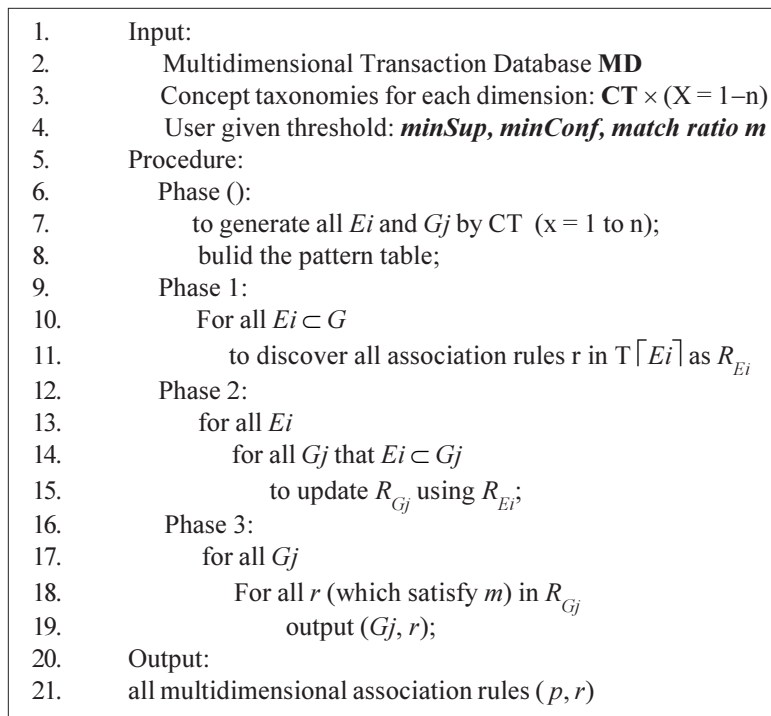 1. Input:
2. Multidimensional Transaction Database MD
3. Concept taxonomies for each dimension: CT × (X = 1–n)
4. User given threshold: minSup, minConf, match ratio m
5. Procedure:
6. Phase ():
7. to generate all Ei and Gj by CT (x = 1 to n);
8. bulid the pattern table;
9. Phase 1:
10. For all Ei ⊂ G
11. to discover all association rules r in T⌈Ei⌉ as R_Ei
12. Phase 2:
13. for all Ei
14. for all Gj that Ei ⊂ Gj
15. to update R_Gj using R_Ei;
16. Phase 3:
17. for all Gj
18. For all r (which satisfy m) in R_Gj
19. output (Gj, r);
20. Output:
21. all multidimensional association rules (p, r)